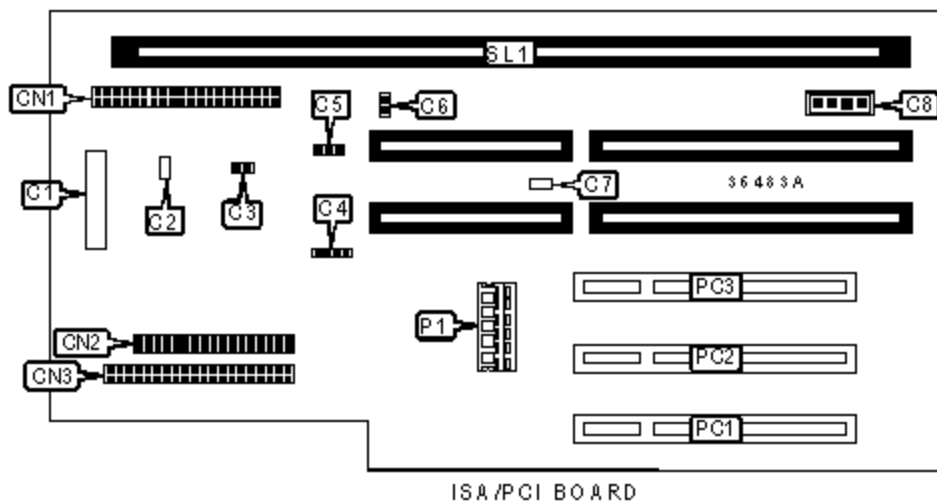 SL1
CN1
C5
C6
C8
C1
C2
C3
C7
36483A
C4
PC3
P1
CN2
PC2
CN3
PC1
ISA/PCI BOARD